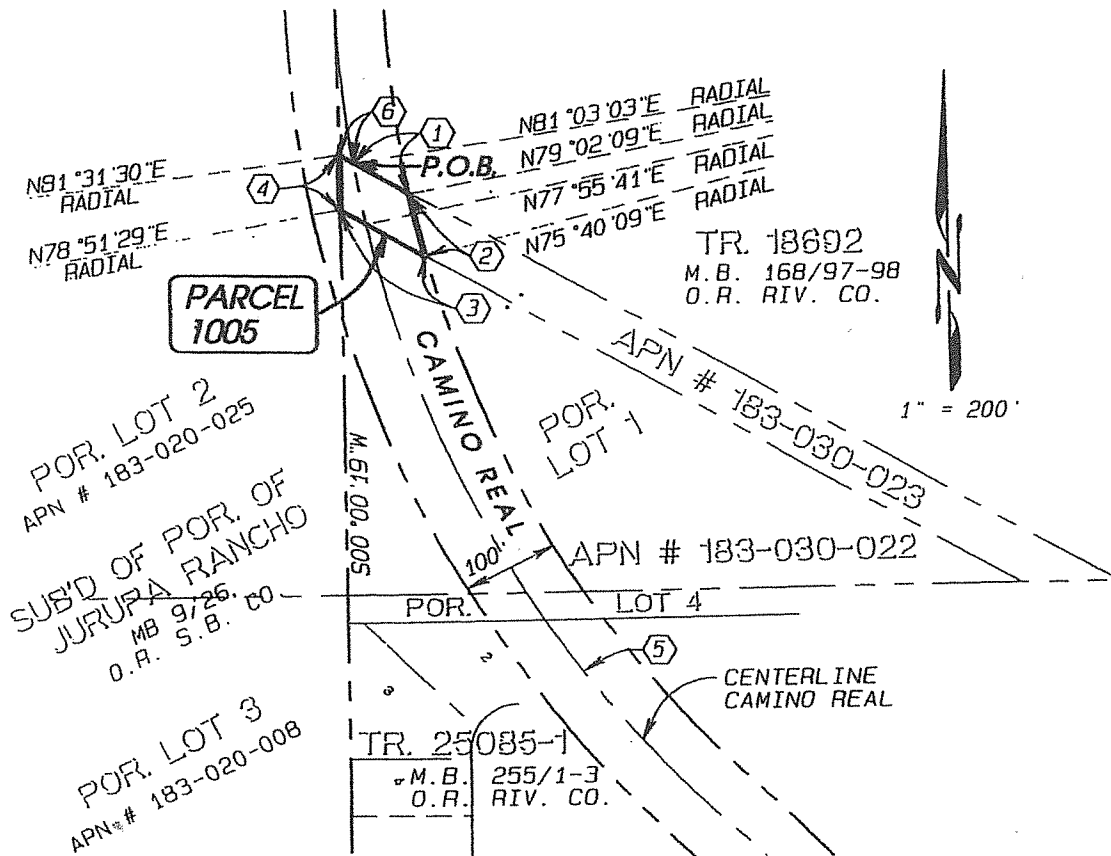 N81°03'03"E RADIAL
N79°02'09"E RADIAL
N77°55'41"E RADIAL
N75°40'09"E RADIAL
N81°31'30"E
RADIAL
N78°51'29"E
RADIAL
6
1
P.O.B.
4
2
3
PARCEL
1005
TR. 18692
M.B. 168/97-98
O.R. RIV. CO.
1" = 200'
CAMINO REAL
APN # 183-030-023
POR.
LOT 1
POR. LOT 2
APN # 183-020-025
S00°00'19"W
SUB'D OF POR. OF
JURUPA RANCHO
MB 9/26,
O.R. S.B. CO.
100'
APN # 183-030-022
POR. LOT 4
5
2
3
CENTERLINE
CAMINO REAL
POR. LOT 3
APN # 183-020-008
TR. 25085-1
M.B. 255/1-3
O.R. RIV. CO.